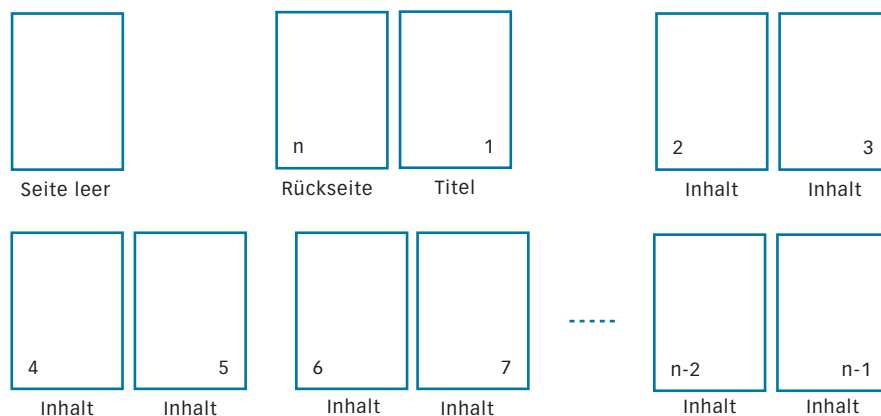 n 1 2 3
Seite leer Rückseite Titel Inhalt Inhalt
4 5 6 7 n-2 n-1
Inhalt Inhalt Inhalt Inhalt Inhalt Inhalt